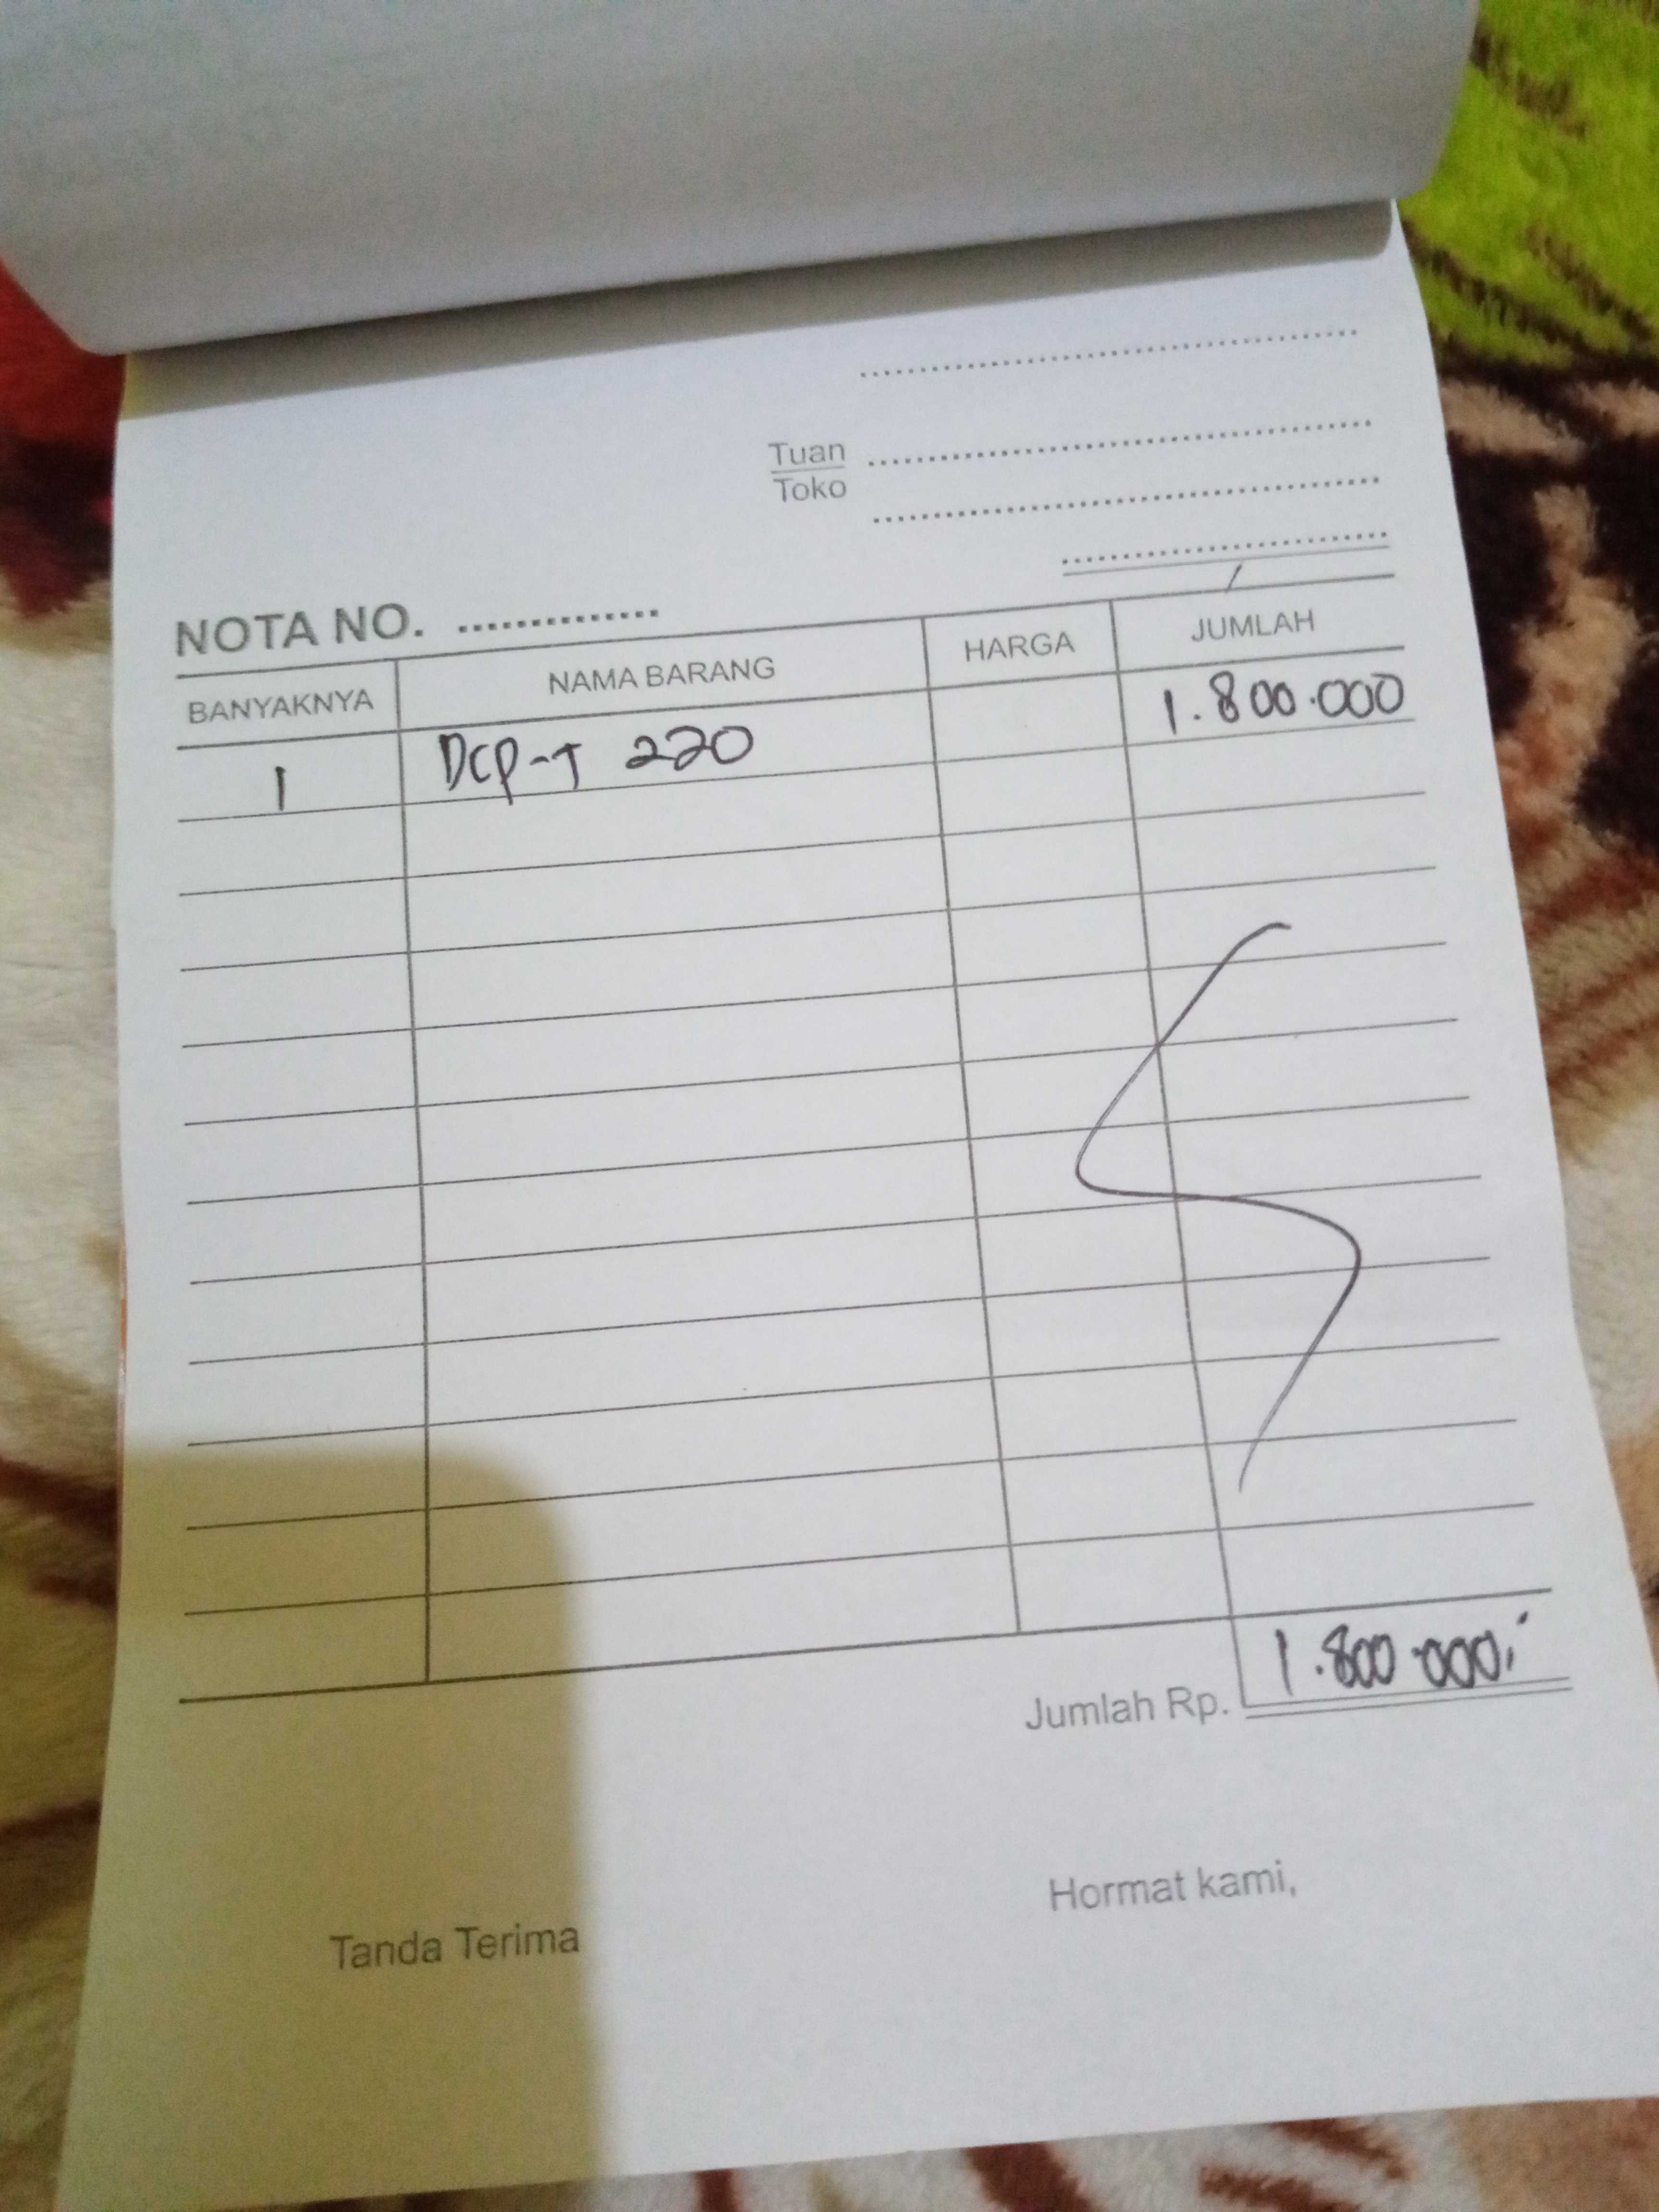 Tuan
Toko
NOTA NO. ..............
BANYAKNYA NAMA BARANG HARGA JUMLAH
1 DCP-T 220 1.800.000
Jumlah Rp. 1.800.000,-
Tanda Terima Hormat kami,